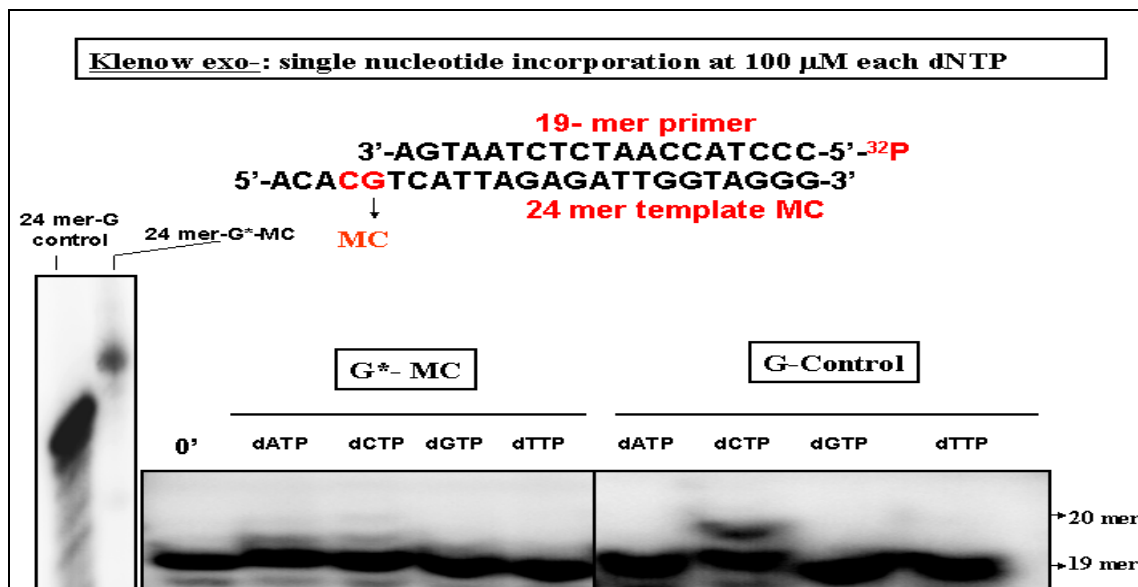 Klenow exo-: single nucleotide incorporation at 100 μM each dNTP
19- mer primer
3’-AGTAATCTCTAACCATCCC-5’-³²P
5’-ACACGTCATTAGAGATTGGTAGGG-3’
24 mer template MC
MC
24 mer-G
control
24 mer-G*-MC
G*- MC
G-Control
0’ dATP dCTP dGTP dTTP dATP dCTP dGTP dTTP
20 mer
19 mer